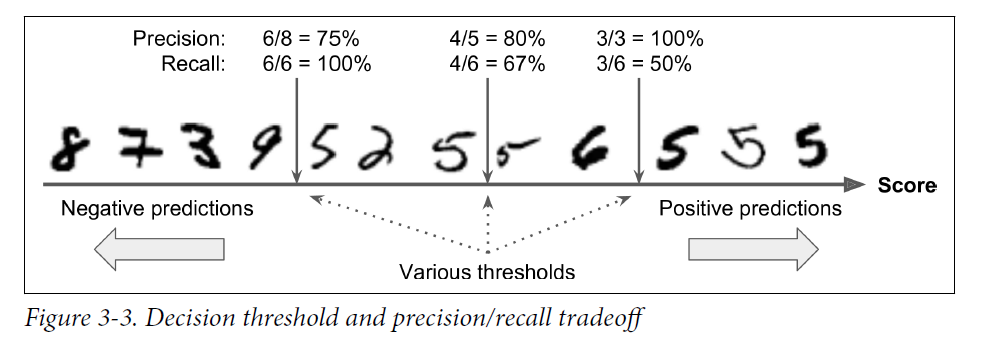 Precision: 6/8 = 75% 4/5 = 80% 3/3 = 100%
Recall: 6/6 = 100% 4/6 = 67% 3/6 = 50%
8 7 3 9 5 2 5 5 6 5 5 5
Score
Negative predictions Positive predictions
Various thresholds
Figure 3-3. Decision threshold and precision/recall tradeoff